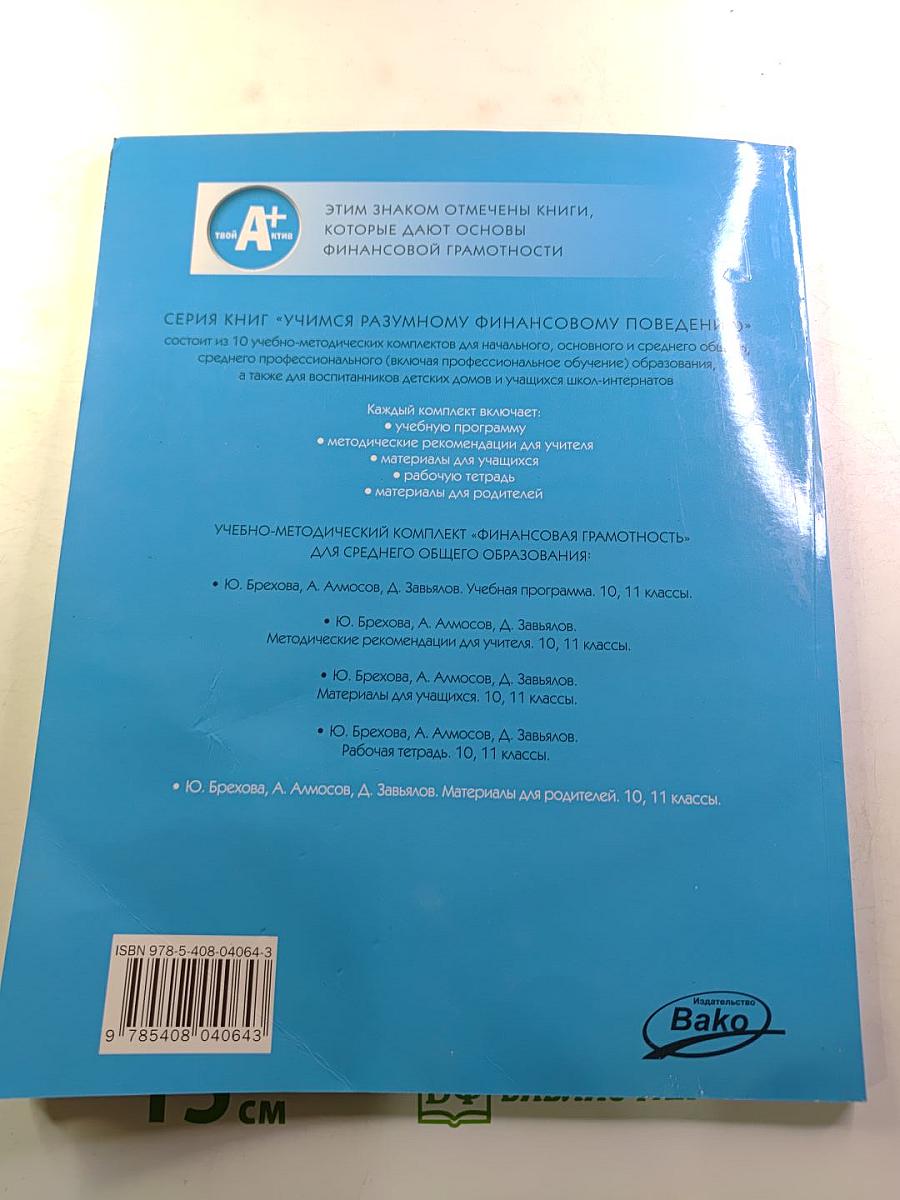 ТВОЙ A+ КТИВ
ЭТИМ ЗНАКОМ ОТМЕЧЕНЫ КНИГИ,
КОТОРЫЕ ДАЮТ ОСНОВЫ
ФИНАНСОВОЙ ГРАМОТНОСТИ
СЕРИЯ КНИГ «УЧИМСЯ РАЗУМНОМУ ФИНАНСОВОМУ ПОВЕДЕНИЮ»
состоит из 10 учебно-методических комплектов для начального, основного и среднего общего,
среднего профессионального (включая профессиональное обучение) образования,
а также для воспитанников детских домов и учащихся школ-интернатов
Каждый комплект включает:
• учебную программу
• методические рекомендации для учителя
• материалы для учащихся
• рабочую тетрадь
• материалы для родителей
УЧЕБНО-МЕТОДИЧЕСКИЙ КОМПЛЕКТ «ФИНАНСОВАЯ ГРАМОТНОСТЬ»
ДЛЯ СРЕДНЕГО ОБЩЕГО ОБРАЗОВАНИЯ:
• Ю. Брехова, А. Алмосов, Д. Завьялов. Учебная программа. 10, 11 классы.
• Ю. Брехова, А. Алмосов, Д. Завьялов.
Методические рекомендации для учителя. 10, 11 классы.
• Ю. Брехова, А. Алмосов, Д. Завьялов.
Материалы для учащихся. 10, 11 классы.
• Ю. Брехова, А. Алмосов, Д. Завьялов.
Рабочая тетрадь. 10, 11 классы.
• Ю. Брехова, А. Алмосов, Д. Завьялов. Материалы для родителей. 10, 11 классы.
ISBN 978-5-408-04064-3
9 785408 040643
Издательство
Вако
15 см